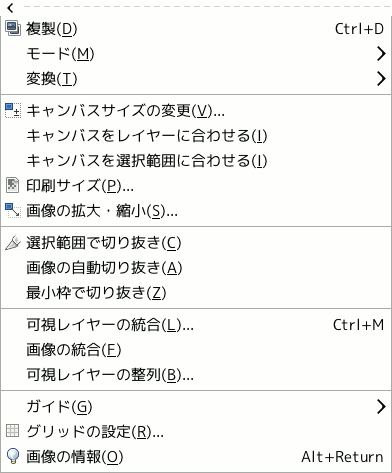 複製(D) Ctrl+D
モード(M)
変換(T)
キャンバスサイズの変更(V)...
キャンバスをレイヤーに合わせる(I)
キャンバスを選択範囲に合わせる(I)
印刷サイズ(P)...
画像の拡大・縮小(S)...
選択範囲で切り抜き(C)
画像の自動切り抜き(A)
最小枠で切り抜き(Z)
可視レイヤーの統合(L)... Ctrl+M
画像の統合(F)
可視レイヤーの整列(B)...
ガイド(G)
グリッドの設定(R)...
画像の情報(O) Alt+Return